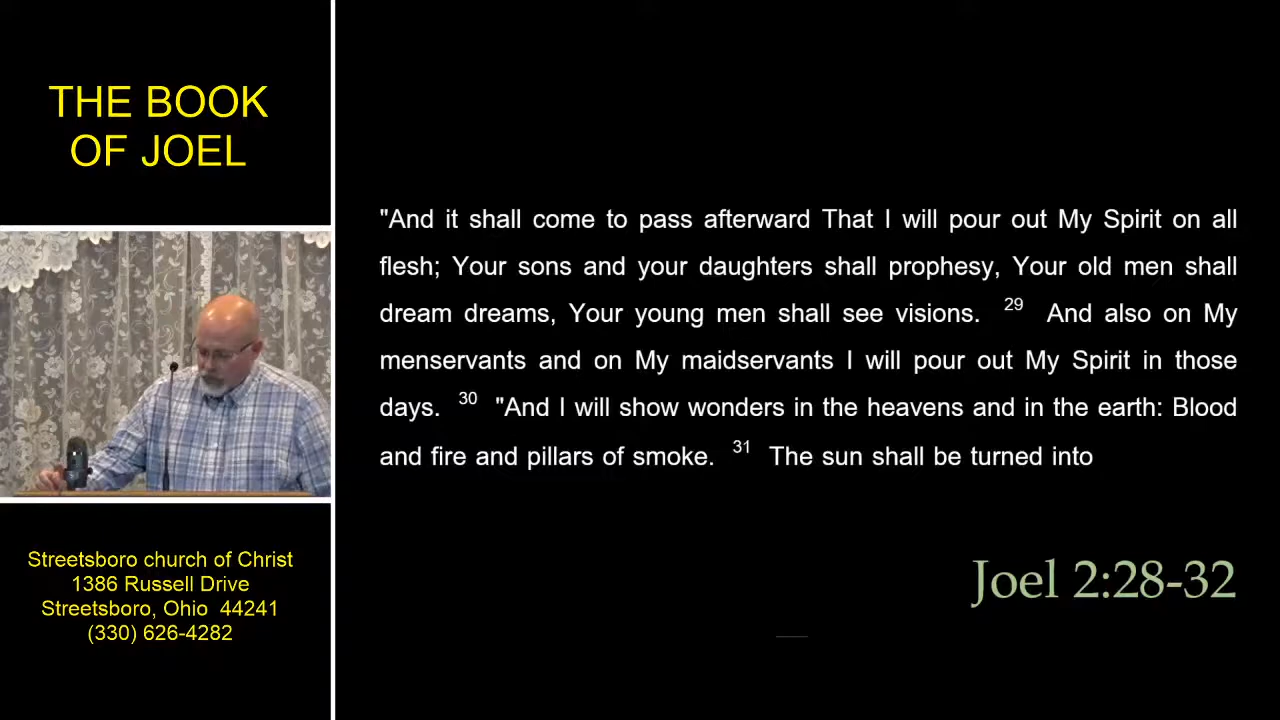 THE BOOK
OF JOEL
"And it shall come to pass afterward That I will pour out My Spirit on all
flesh; Your sons and your daughters shall prophesy, Your old men shall
dream dreams, Your young men shall see visions. 29 And also on My
menservants and on My maidservants I will pour out My Spirit in those
days. 30 "And I will show wonders in the heavens and in the earth: Blood
and fire and pillars of smoke. 31 The sun shall be turned into
Joel 2:28-32
Streetsboro church of Christ
1386 Russell Drive
Streetsboro, Ohio 44241
(330) 626-4282